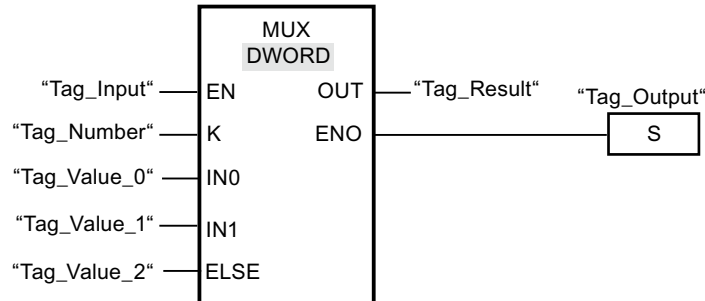 MUX
DWORD
“Tag_Input“ EN OUT “Tag_Result“
“Tag_Output“
“Tag_Number“ K ENO S
“Tag_Value_0“ IN0
“Tag_Value_1“ IN1
“Tag_Value_2“ ELSE